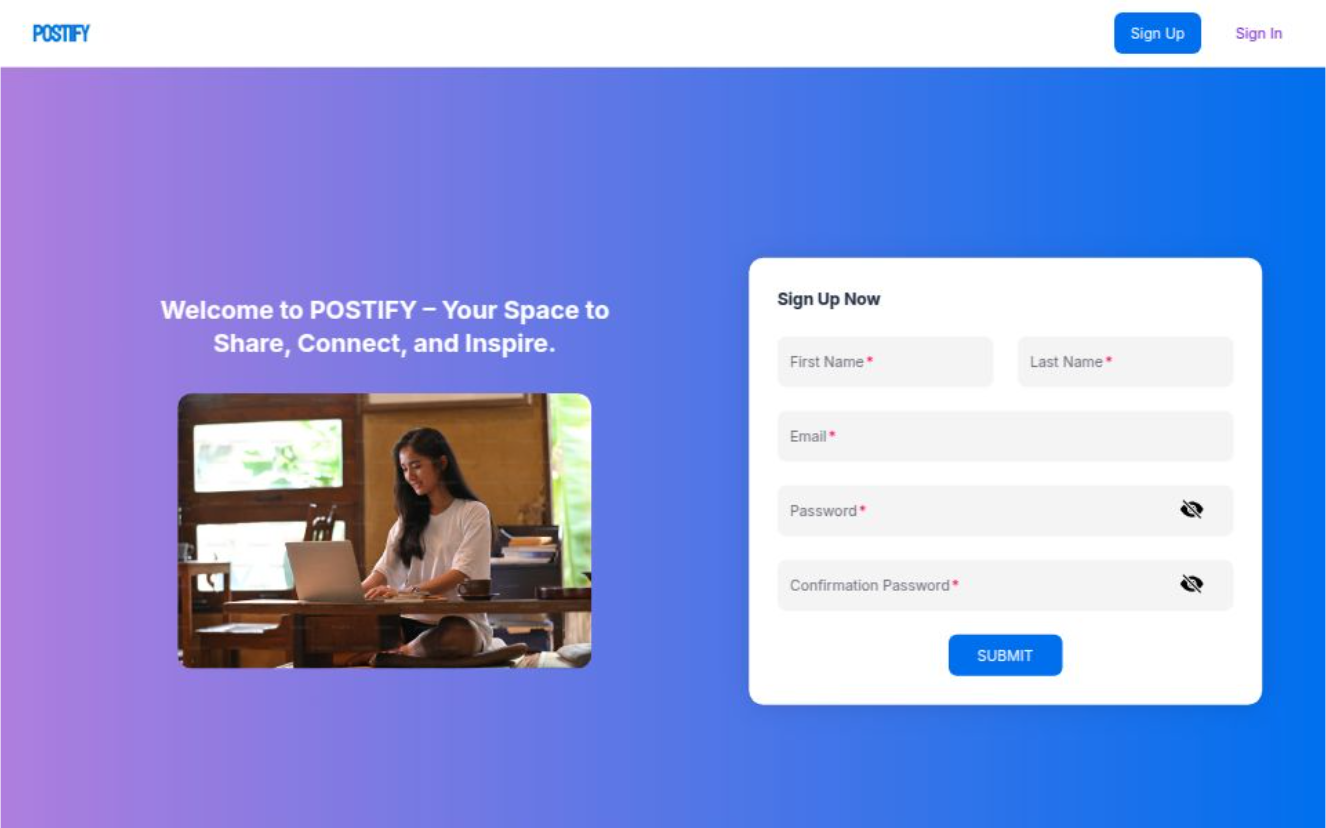 POSTIFY
Sign Up
Sign In
Welcome to POSTIFY – Your Space to
Share, Connect, and Inspire.
Sign Up Now
First Name*
Last Name*
Email*
Password*
Confirmation Password*
SUBMIT